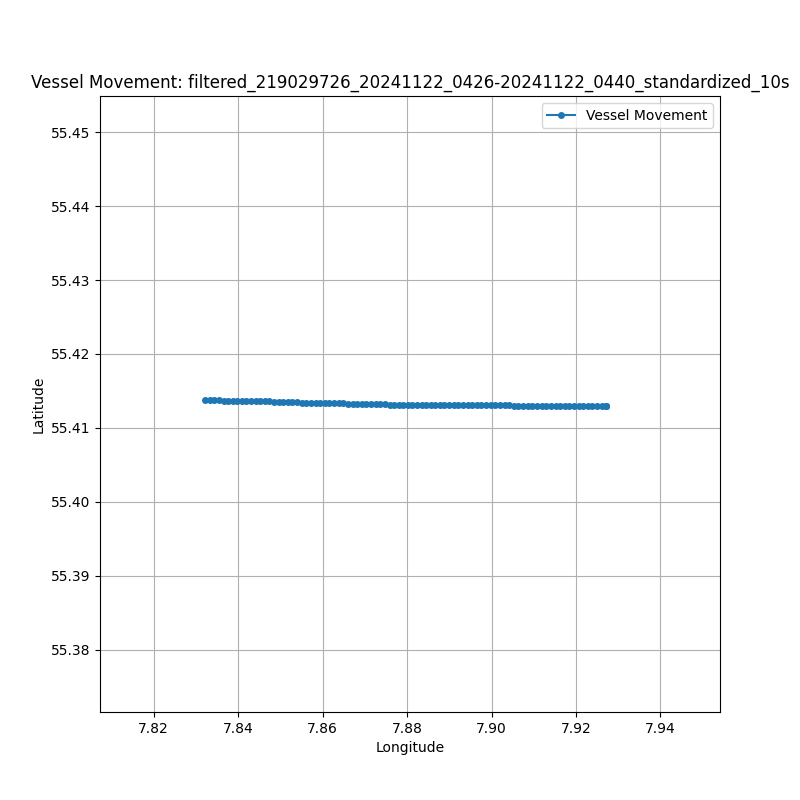 Vessel Movement: filtered_219029726_20241122_0426-20241122_0440_standardized_10s
Vessel Movement
55.45
55.44
55.43
55.42
55.41
55.40
55.39
55.38
Latitude
7.82 7.84 7.86 7.88 7.90 7.92 7.94
Longitude